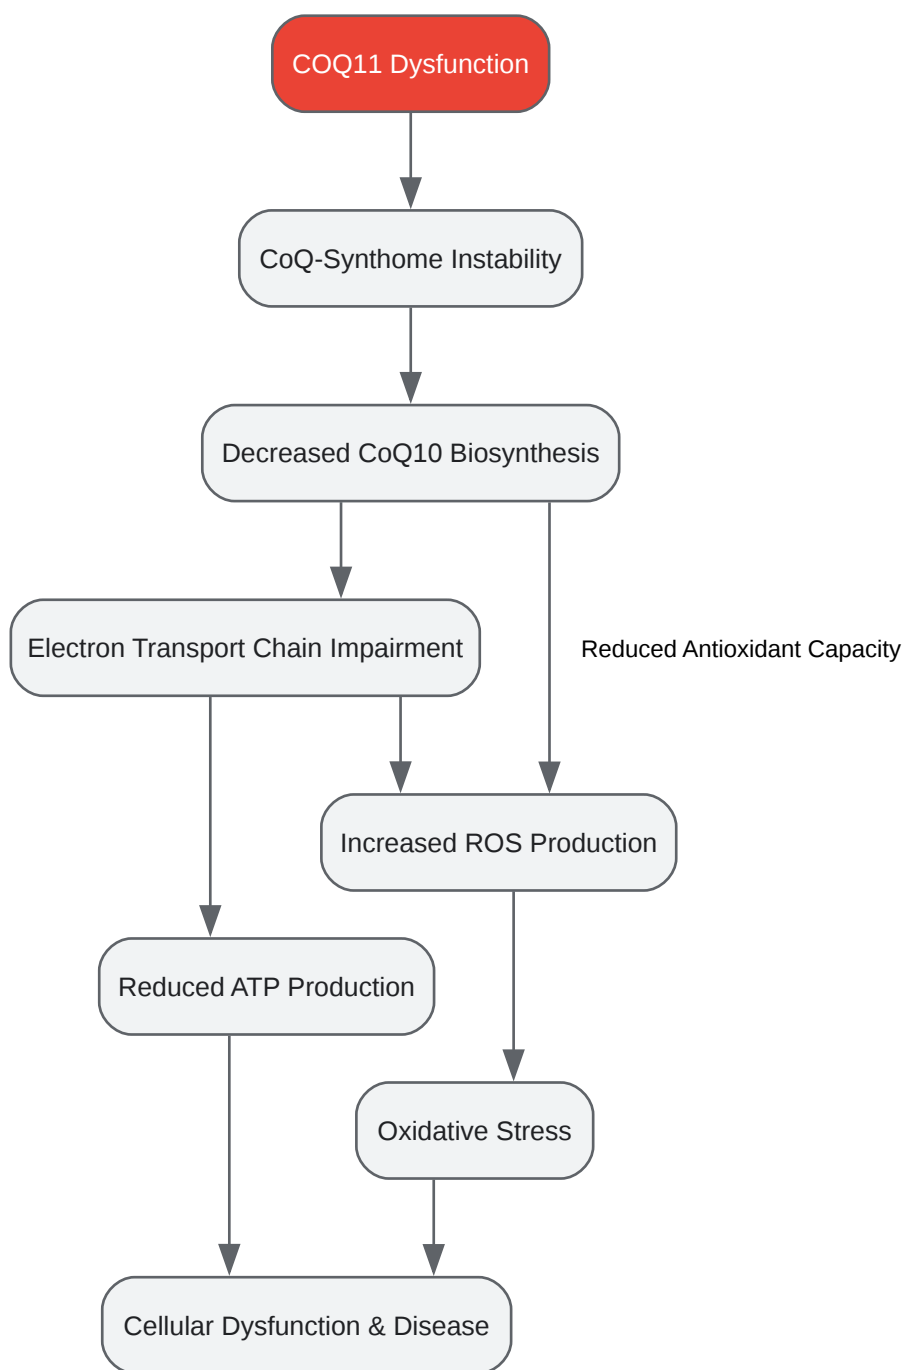 COQ11 Dysfunction
CoQ-Synthome Instability
Decreased CoQ10 Biosynthesis
Electron Transport Chain Impairment
Reduced Antioxidant Capacity
Increased ROS Production
Reduced ATP Production
Oxidative Stress
Cellular Dysfunction & Disease